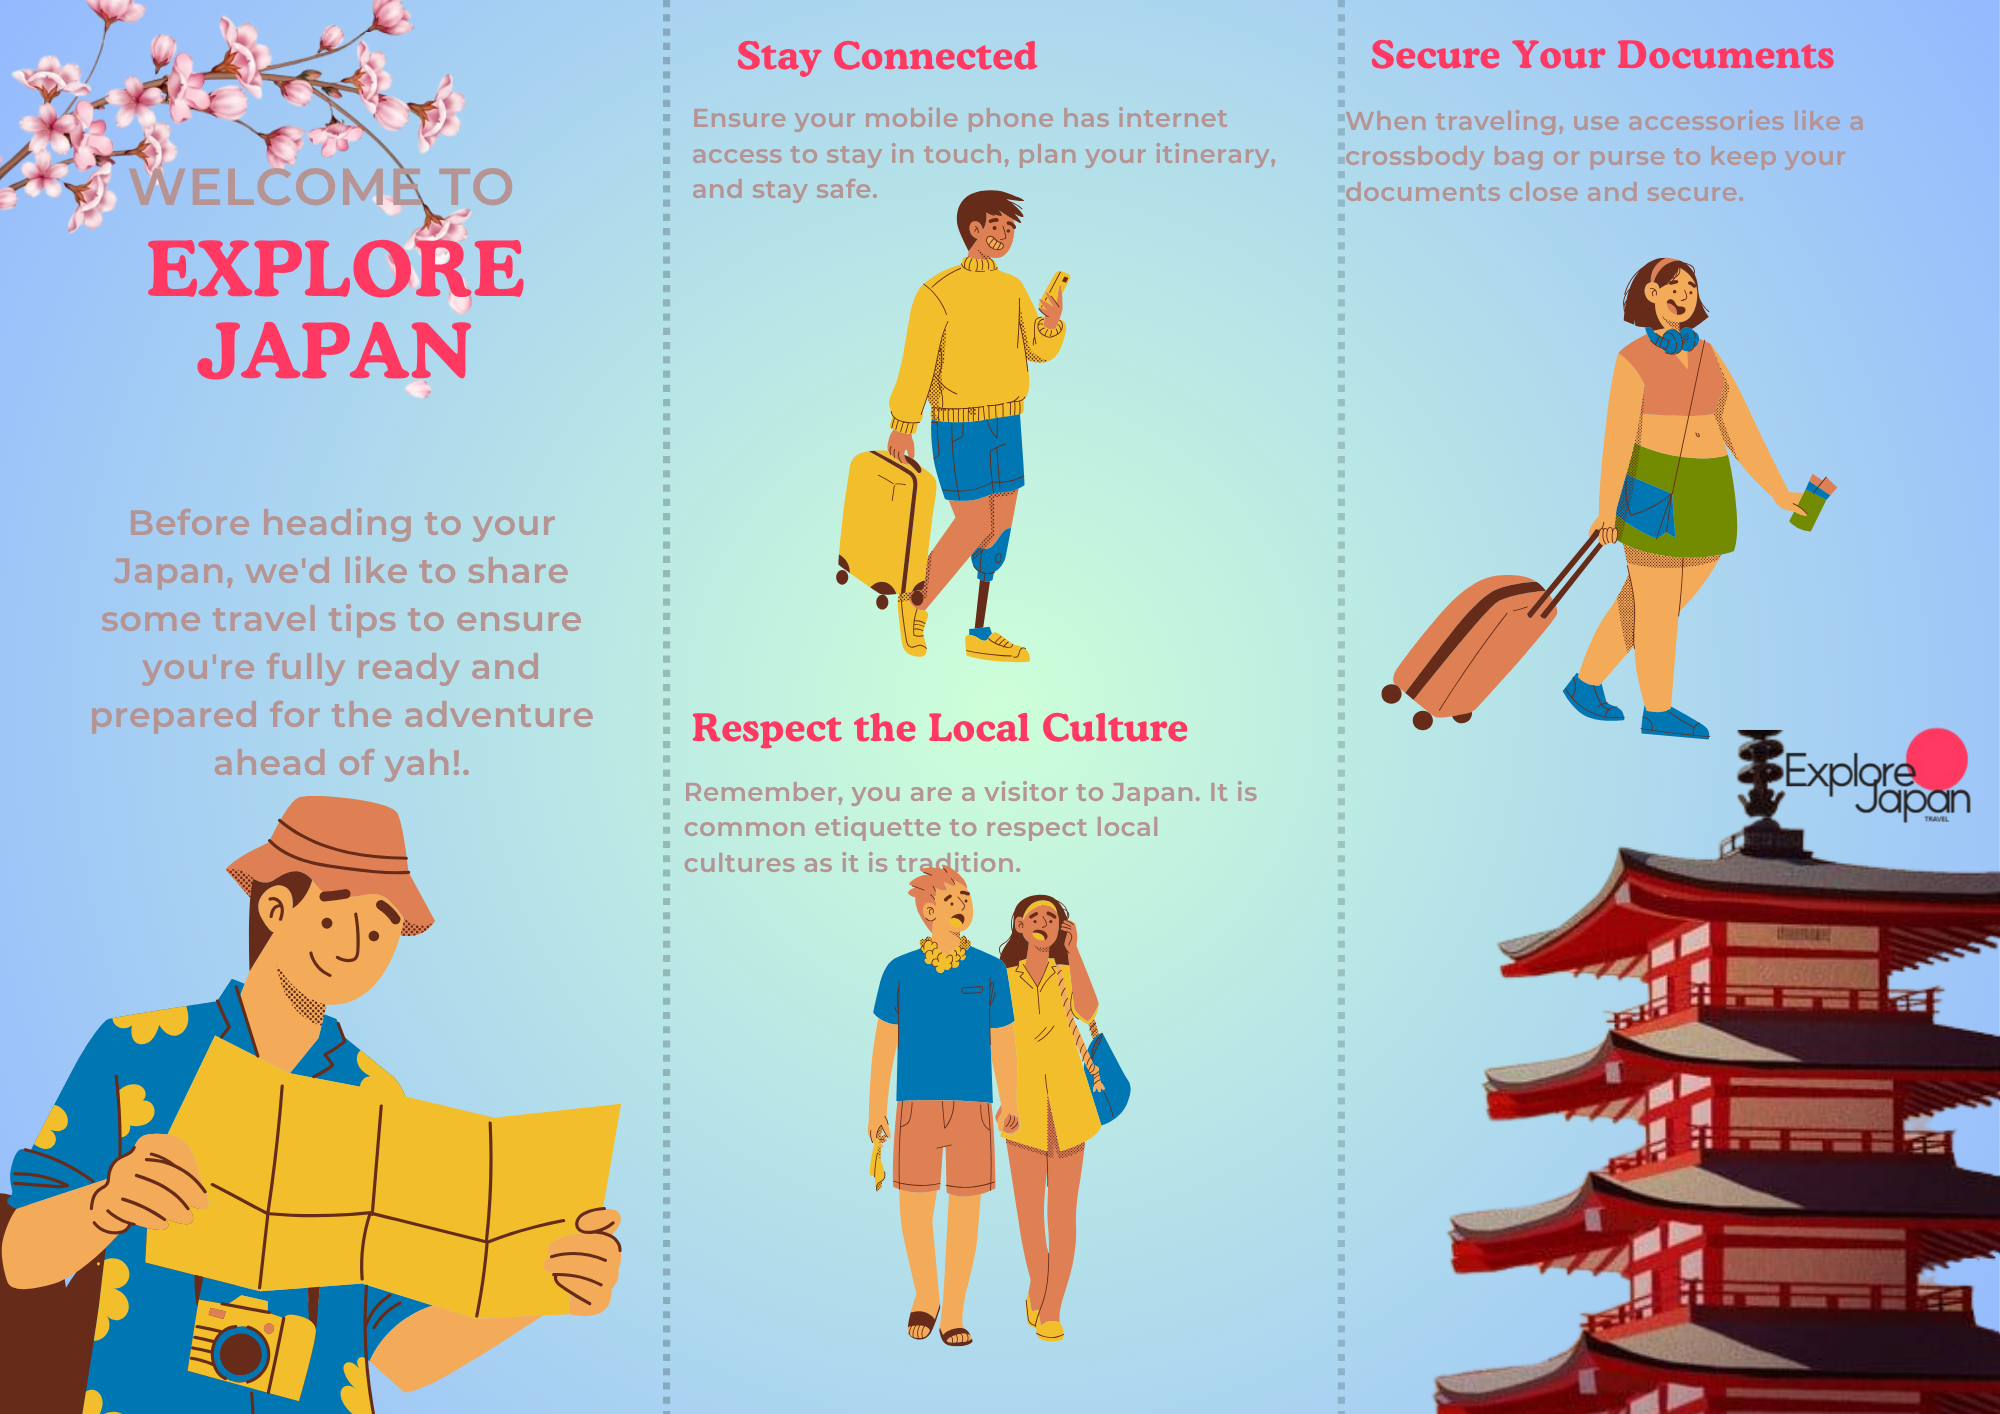 WELCOME TO
EXPLORE
JAPAN
Before heading to your
Japan, we'd like to share
some travel tips to ensure
you're fully ready and
prepared for the adventure
ahead of yah!.
Stay Connected
Ensure your mobile phone has internet
access to stay in touch, plan your itinerary,
and stay safe.
Respect the Local Culture
Remember, you are a visitor to Japan. It is
common etiquette to respect local
cultures as it is tradition.
Secure Your Documents
When traveling, use accessories like a
crossbody bag or purse to keep your
documents close and secure.
Explore
Japan
TRAVEL